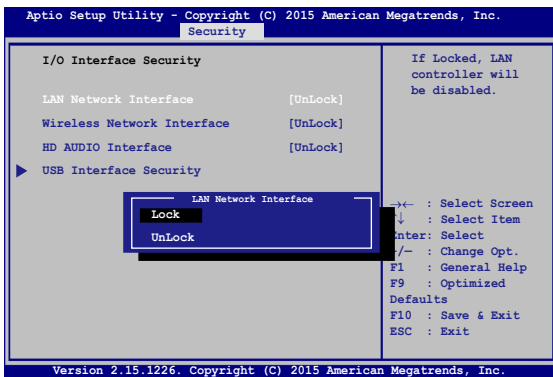 Aptio Setup Utility - Copyright (C) 2015 American Megatrends, Inc.
Security
I/O Interface Security
LAN Network Interface [UnLock]
Wireless Network Interface [UnLock]
HD AUDIO Interface [UnLock]
USB Interface Security
LAN Network Interface
Lock
UnLock
If Locked, LAN
controller will
be disabled.
→← : Select Screen
↑↓ : Select Item
Enter: Select
+/— : Change Opt.
F1 : General Help
F9 : Optimized
Defaults
F10 : Save & Exit
ESC : Exit
Version 2.15.1226. Copyright (C) 2015 American Megatrends, Inc.